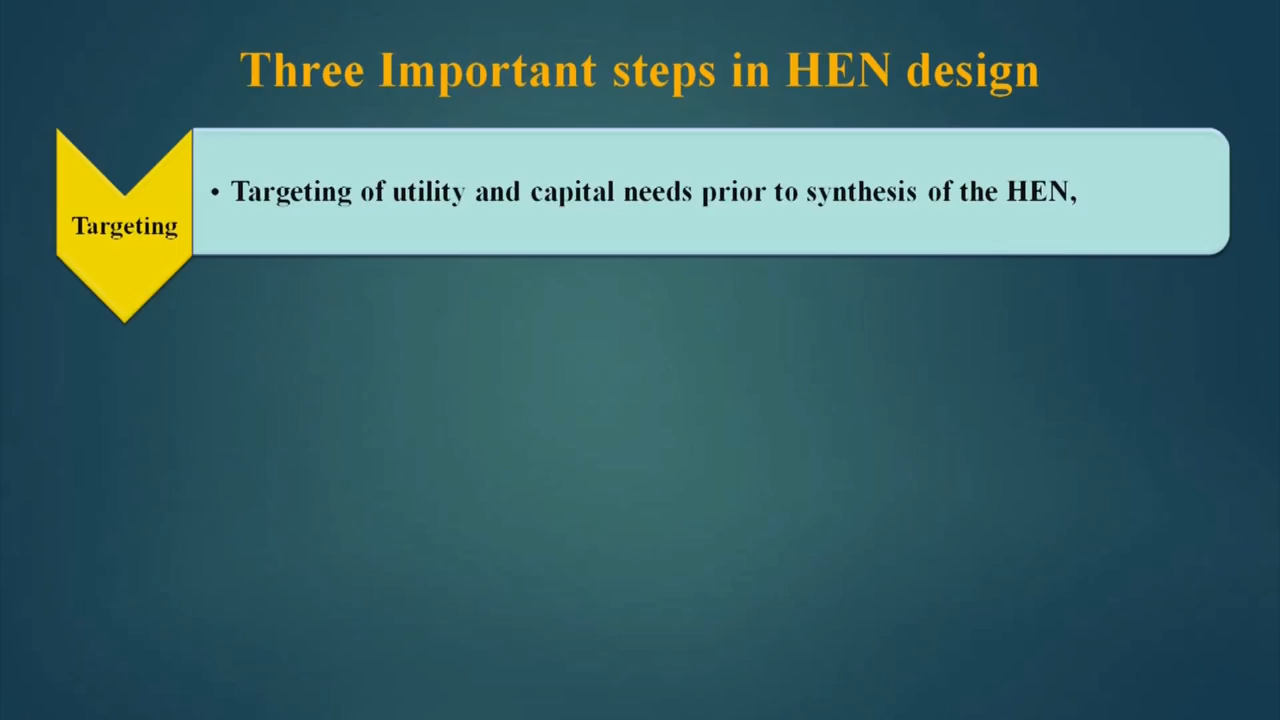 Three Important steps in HEN design
• Targeting of utility and capital needs prior to synthesis of the HEN,
Targeting